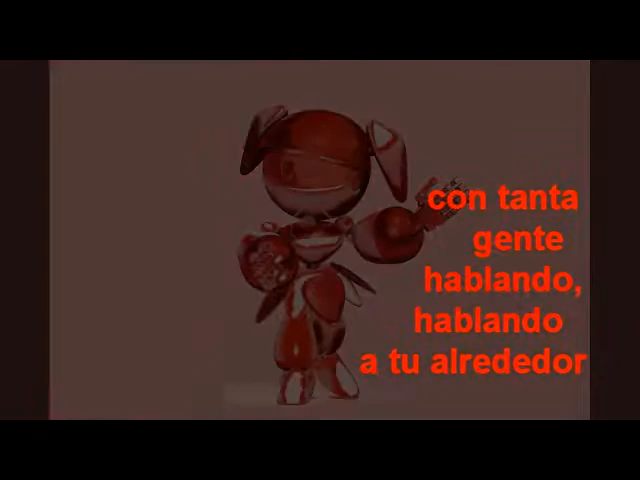 con tanta
gente
hablando,
hablando
a tu alrededor